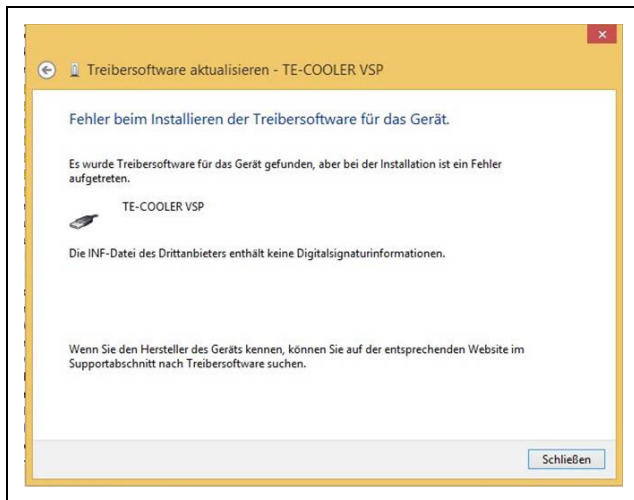 Treibersoftware aktualisieren - TE-COOLER VSP
Fehler beim Installieren der Treibersoftware für das Gerät.
Es wurde Treibersoftware für das Gerät gefunden, aber bei der Installation ist ein Fehler
aufgetreten.
TE-COOLER VSP
Die INF-Datei des Drittanbieters enthält keine Digitalsignaturinformationen.
Wenn Sie den Hersteller des Geräts kennen, können Sie auf der entsprechenden Website im
Supportabschnitt nach Treibersoftware suchen.
Schließen